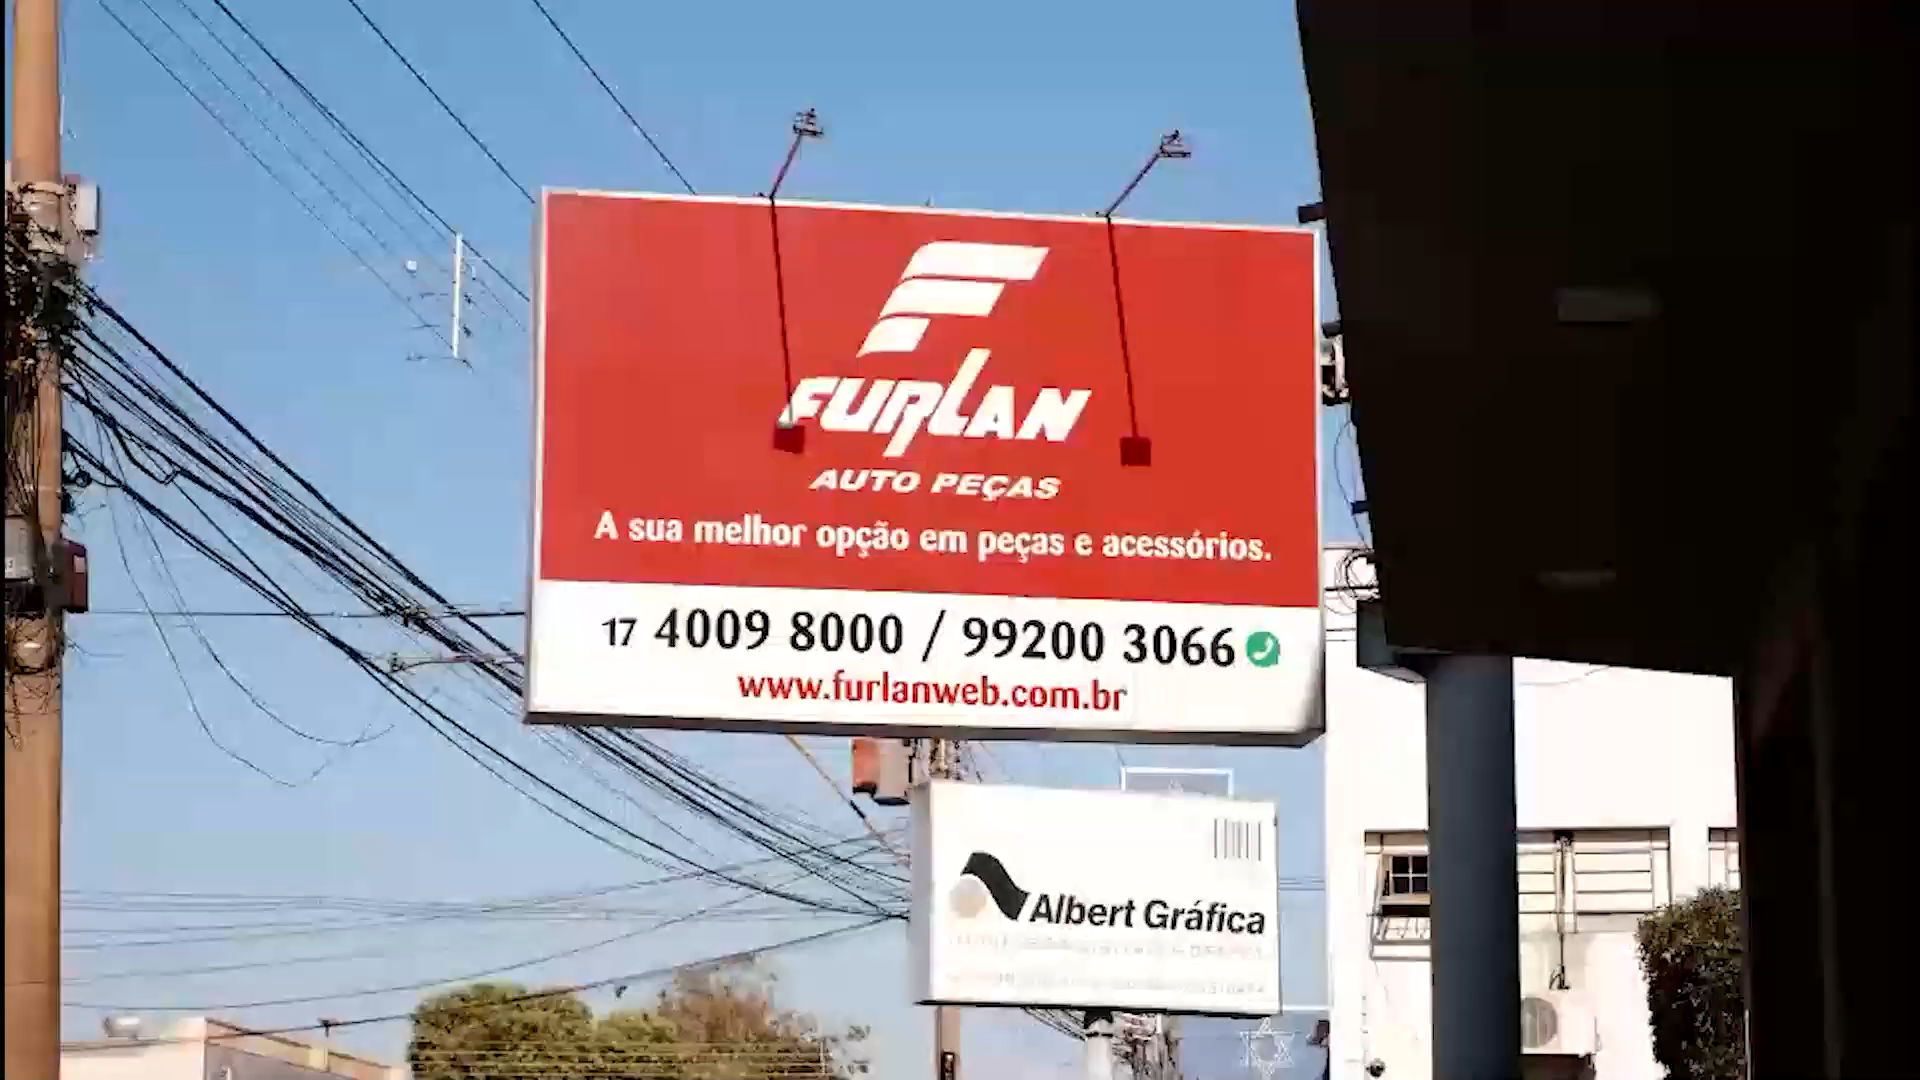 FURLAN
AUTO PEÇAS
A sua melhor opção em peças e acessórios.
17 4009 8000 / 99200 3066
www.furlanweb.com.br
Albert Gráfica